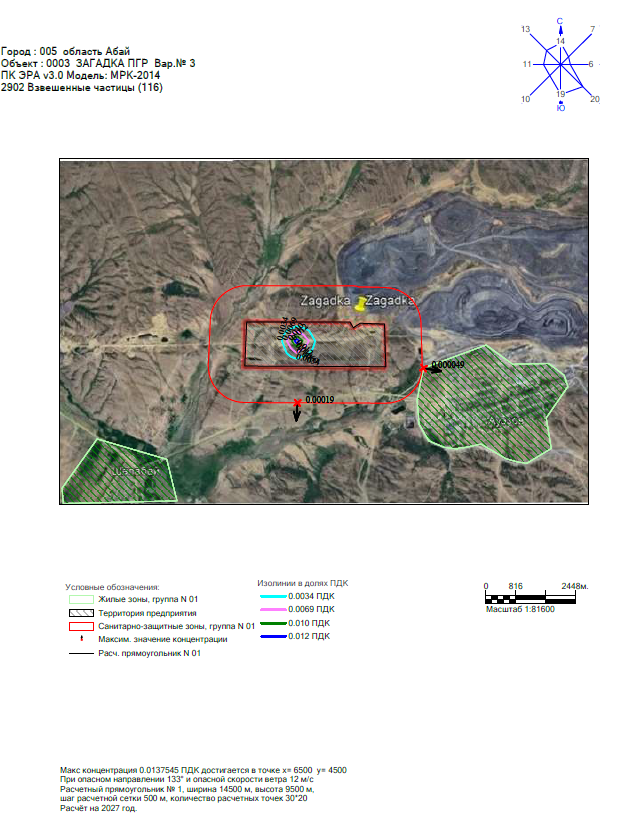 С
13
7
14
11
6
10
19
20
Ю
Город : 005 область Абай
Объект : 0003 ЗАГАДКА ПГР Вар.№ 3
ПК ЭРА v3.0 Модель: МРК-2014
2902 Взвешенные частицы (116)
Zagadka
Zagadka
0.000049
0.00019
Ауэзов
Шалабай
Условные обозначения:
Жилые зоны, группа N 01
Территория предприятия
Санитарно-защитные зоны, группа N 01
Максим. значение концентрации
Расч. прямоугольник N 01
Изолинии в долях ПДК
0.0034 ПДК
0.0069 ПДК
0.010 ПДК
0.012 ПДК
0 816 2448м.
Масштаб 1:81600
Макс концентрация 0.0137545 ПДК достигается в точке x= 6500 y= 4500
При опасном направлении 133° и опасной скорости ветра 12 м/с
Расчетный прямоугольник № 1, ширина 14500 м, высота 9500 м,
шаг расчетной сетки 500 м, количество расчетных точек 30*20
Расчёт на 2027 год.